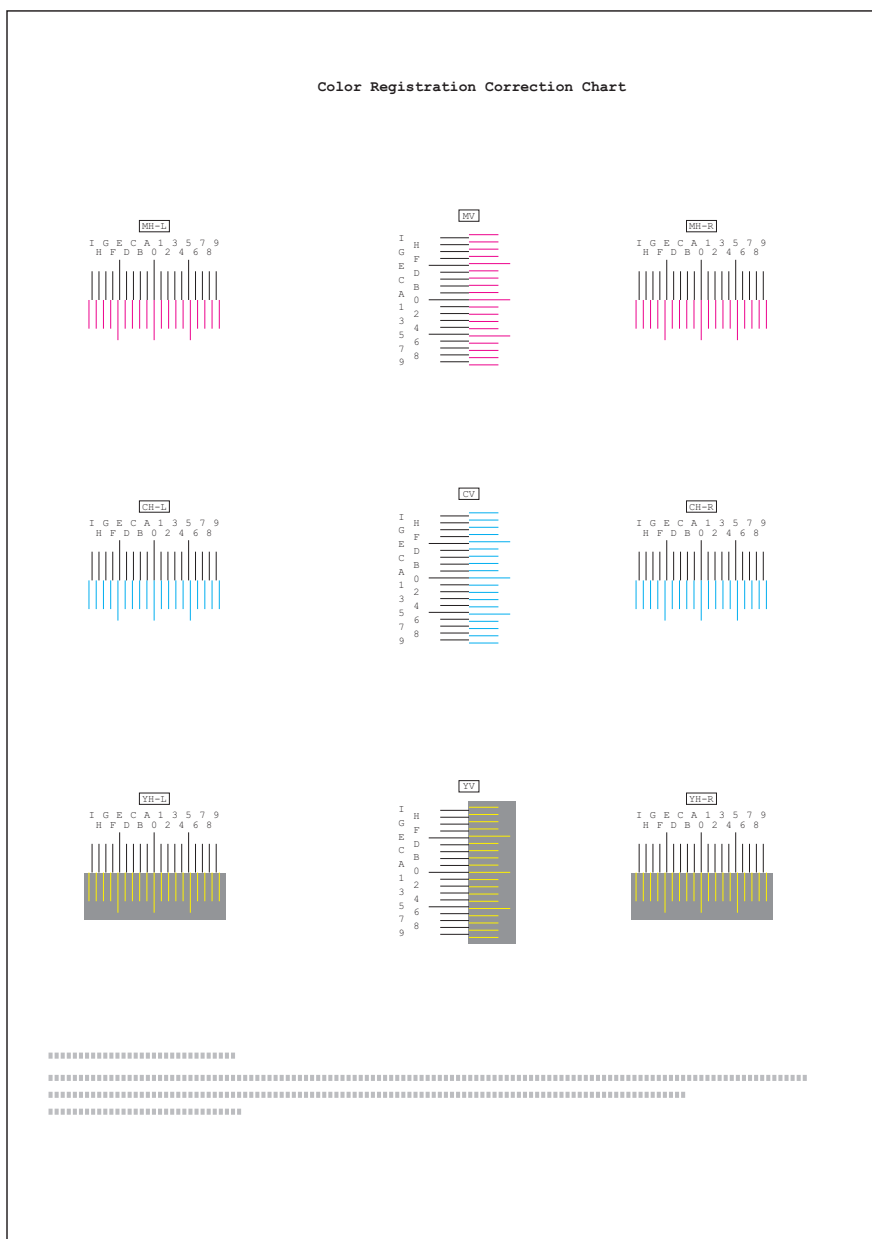 Color Registration Correction Chart
MH-L
I G E C A 1 3 5 7 9
H F D B 0 2 4 6 8
MV
I
H
G
F
E
D
C
B
A
0
1
2
3
4
5
6
7
8
9
MH-R
I G E C A 1 3 5 7 9
H F D B 0 2 4 6 8
CH-L
I G E C A 1 3 5 7 9
H F D B 0 2 4 6 8
CV
I
H
G
F
E
D
C
B
A
0
1
2
3
4
5
6
7
8
9
CH-R
I G E C A 1 3 5 7 9
H F D B 0 2 4 6 8
YH-L
I G E C A 1 3 5 7 9
H F D B 0 2 4 6 8
YV
I
H
G
F
E
D
C
B
A
0
1
2
3
4
5
6
7
8
9
YH-R
I G E C A 1 3 5 7 9
H F D B 0 2 4 6 8